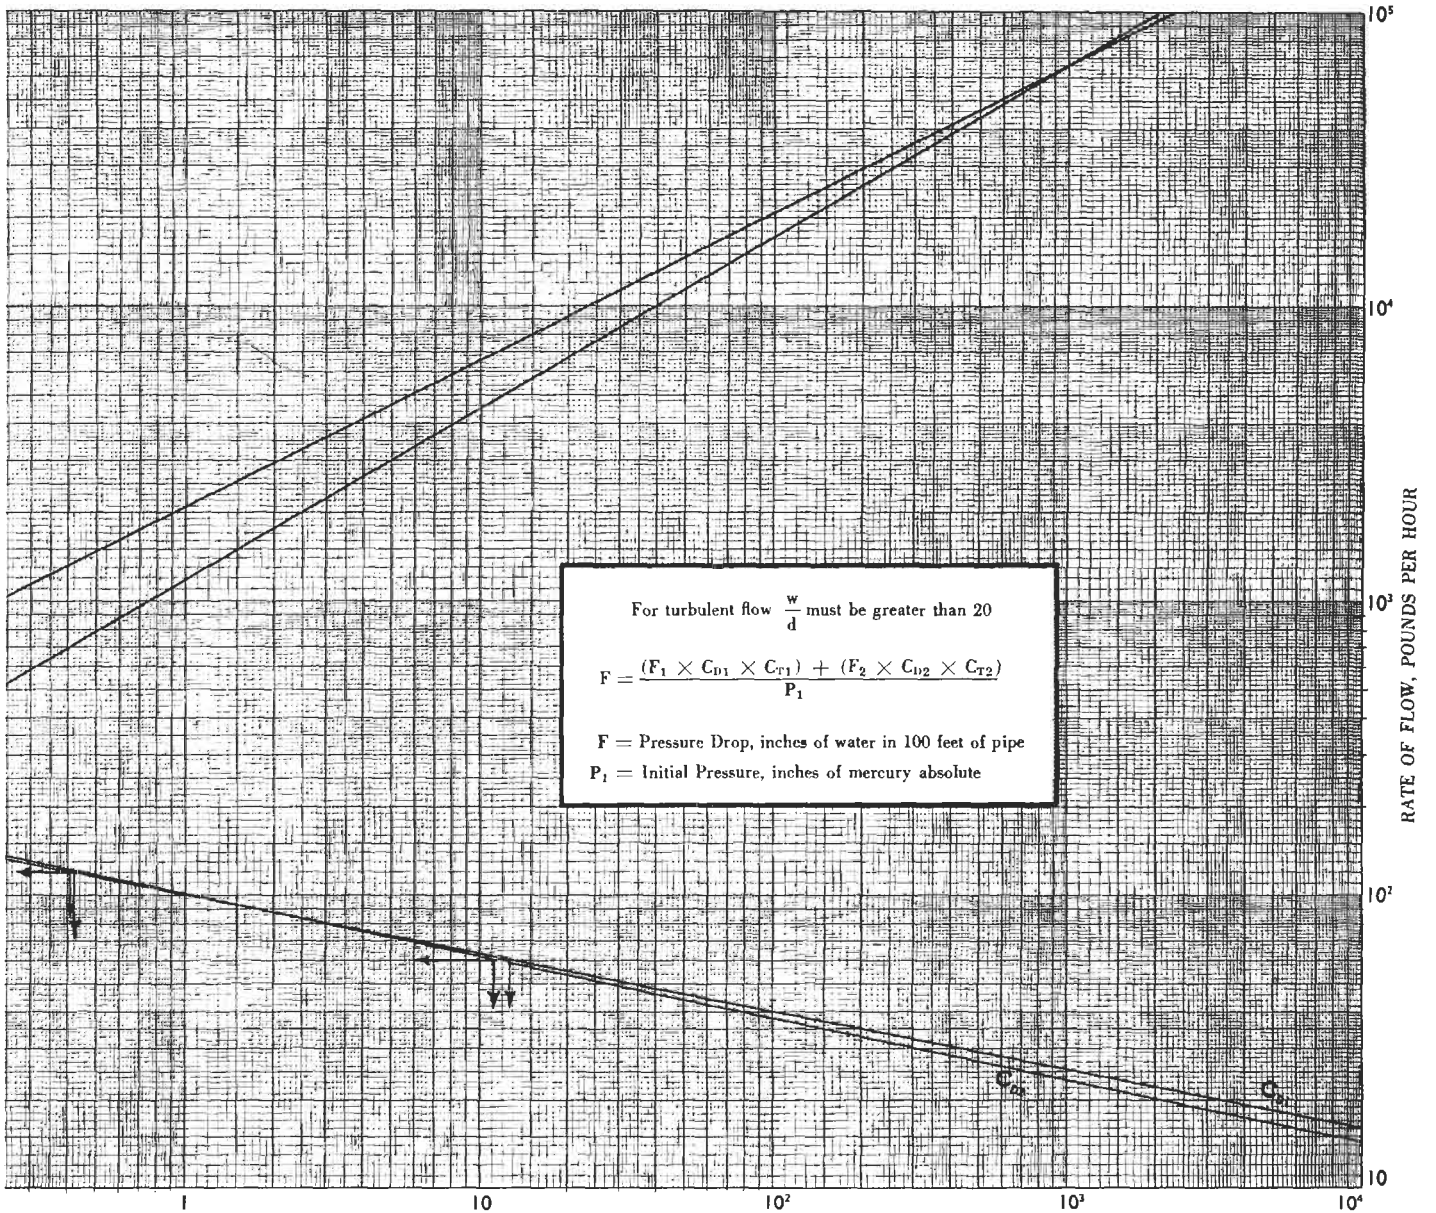 10⁵
10⁴
RATE OF FLOW, POUNDS PER HOUR
10³
For turbulent flow w/d must be greater than 20
F = (F₁ × C_D1 × C_T1) + (F₂ × C_D2 × C_T2) / P₁
F = Pressure Drop, inches of water in 100 feet of pipe
P₁ = Initial Pressure, inches of mercury absolute
10²
C_D2
C_D1
10
1 10 10² 10³ 10⁴